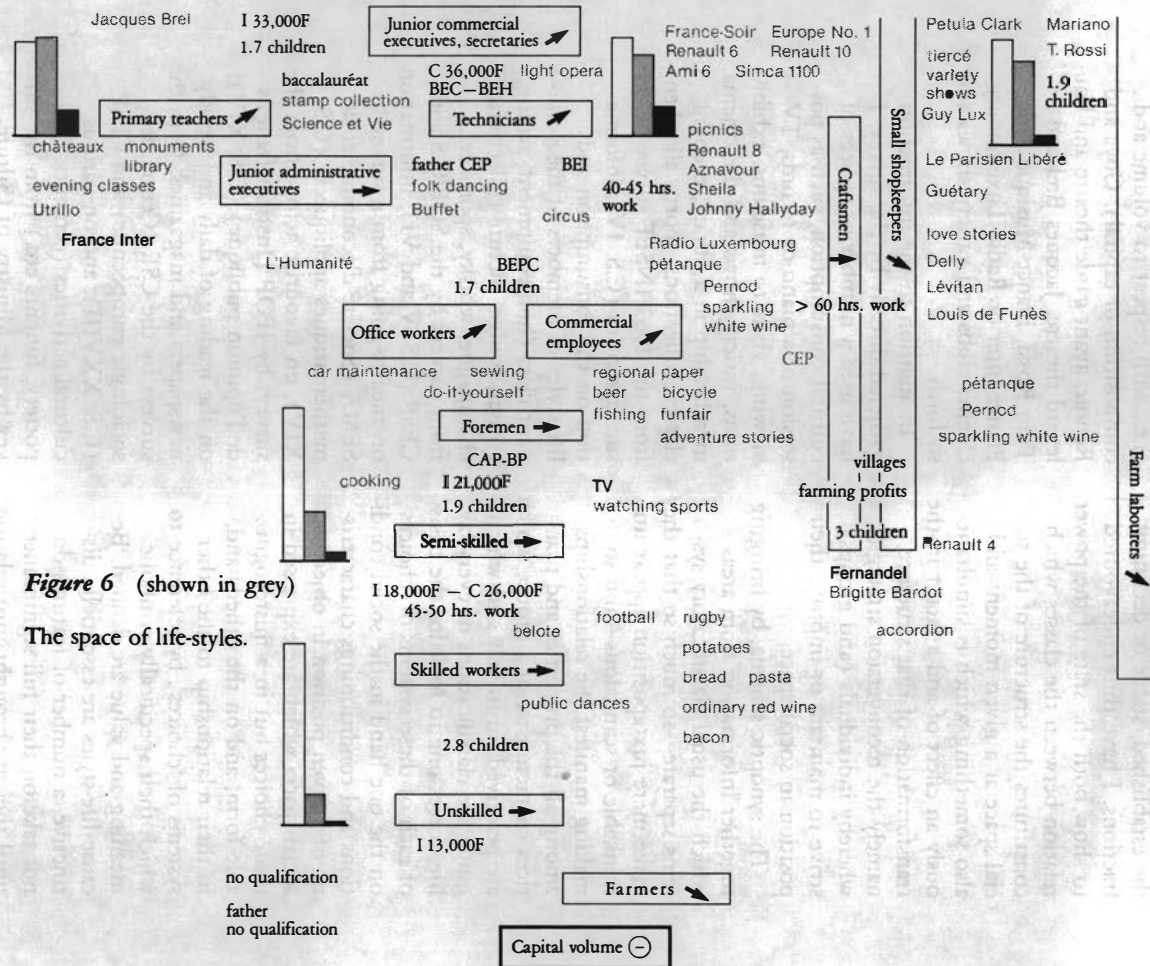 Jacques Brel
I 33,000F
1.7 children
Junior commercial
executives, secretaries
France-Soir Europe No. 1
Renault 6 Renault 10
Ami 6 Simca 1100
Petula Clark Mariano
T. Rossi
tiercé
variety
shows
Guy Lux
1.9
children
baccalauréat
stamp collection
Science et Vie
C 36,000F light opera
BEC–BEH
Primary teachers
Technicians
châteaux monuments
library
evening classes
Utrillo
France Inter
Junior administrative
executives
father CEP BEI
folk dancing
Buffet
circus
40-45 hrs.
work
picnics
Renault 8
Aznavour
Sheila
Johnny Hallyday
Craftsmen
Small shopkeepers
Le Parisien Libéré
Guétary
love stories
Delly
Lévitan
Louis de Funès
L'Humanité
BEPC
1.7 children
Radio Luxembourg
pétanque
Pernod
sparkling
white wine
> 60 hrs. work
Office workers
Commercial
employees
CEP
car maintenance sewing
do-it-yourself
regional paper
beer bicycle
fishing funfair
adventure stories
pétanque
Pernod
sparkling white wine
Foremen
CAP-BP
I 21,000F
1.9 children
cooking
TV
watching sports
villages
farming profits
3 children
Renault 4
Farm labourers
Semi-skilled
Fernandel
Brigitte Bardot
accordion
Figure 6 (shown in grey)
The space of life-styles.
I 18,000F – C 26,000F
45-50 hrs. work
belote
football rugby
potatoes
bread pasta
ordinary red wine
bacon
Skilled workers
public dances
2.8 children
Unskilled
I 13,000F
no qualification
father
no qualification
Farmers
Capital volume ⊖